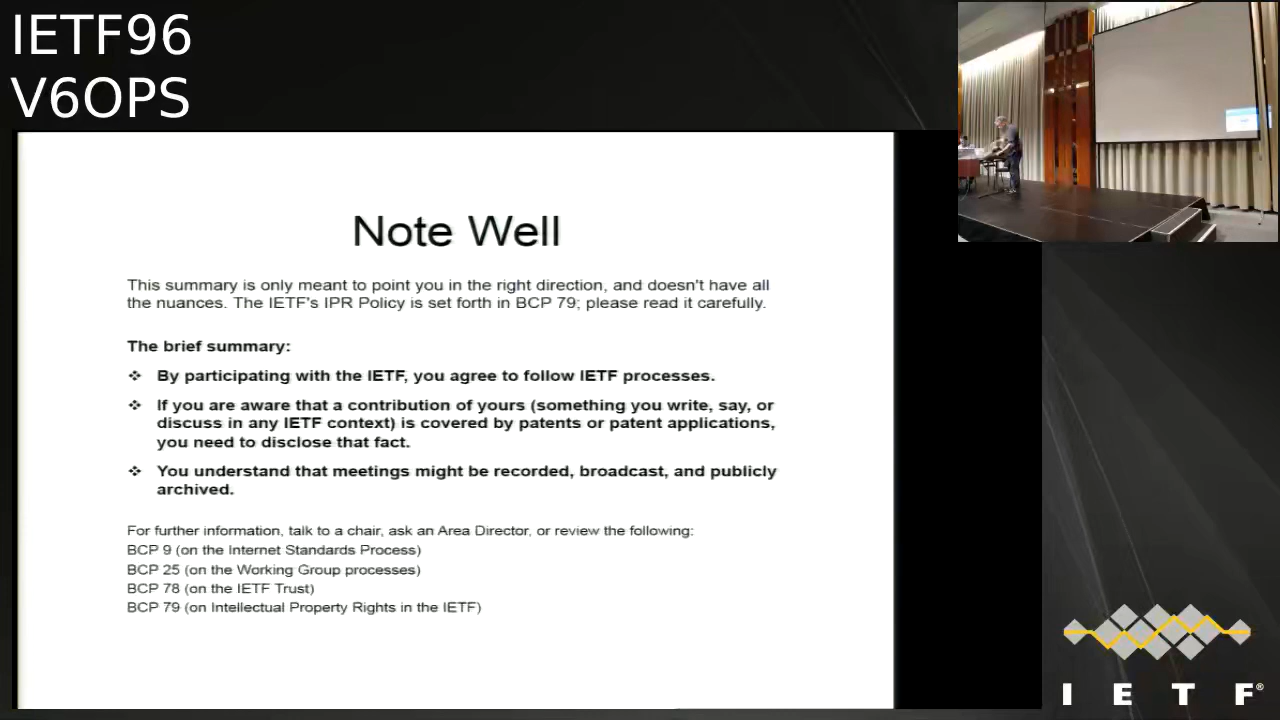 IETF96
V6OPS
Note Well
This summary is only meant to point you in the right direction, and doesn't have all
the nuances. The IETF's IPR Policy is set forth in BCP 79; please read it carefully.
The brief summary:
❖ By participating with the IETF, you agree to follow IETF processes.
❖ If you are aware that a contribution of yours (something you write, say, or
discuss in any IETF context) is covered by patents or patent applications,
you need to disclose that fact.
❖ You understand that meetings might be recorded, broadcast, and publicly
archived.
For further information, talk to a chair, ask an Area Director, or review the following:
BCP 9 (on the Internet Standards Process)
BCP 25 (on the Working Group processes)
BCP 78 (on the IETF Trust)
BCP 79 (on Intellectual Property Rights in the IETF)
I E T F®